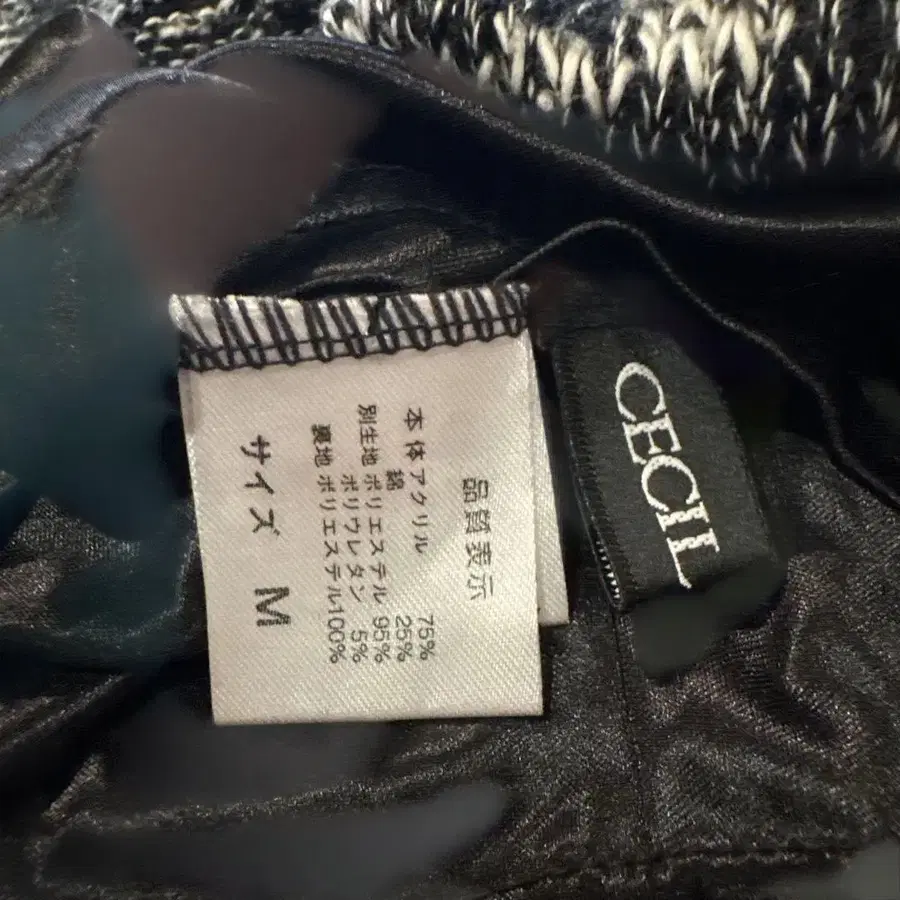 品質表示
本体 アクリル 75%
綿 25%
別生地 ポリエステル 95%
ポリウレタン 5%
裏地 ポリエステル100%
サイズ M
CECIL